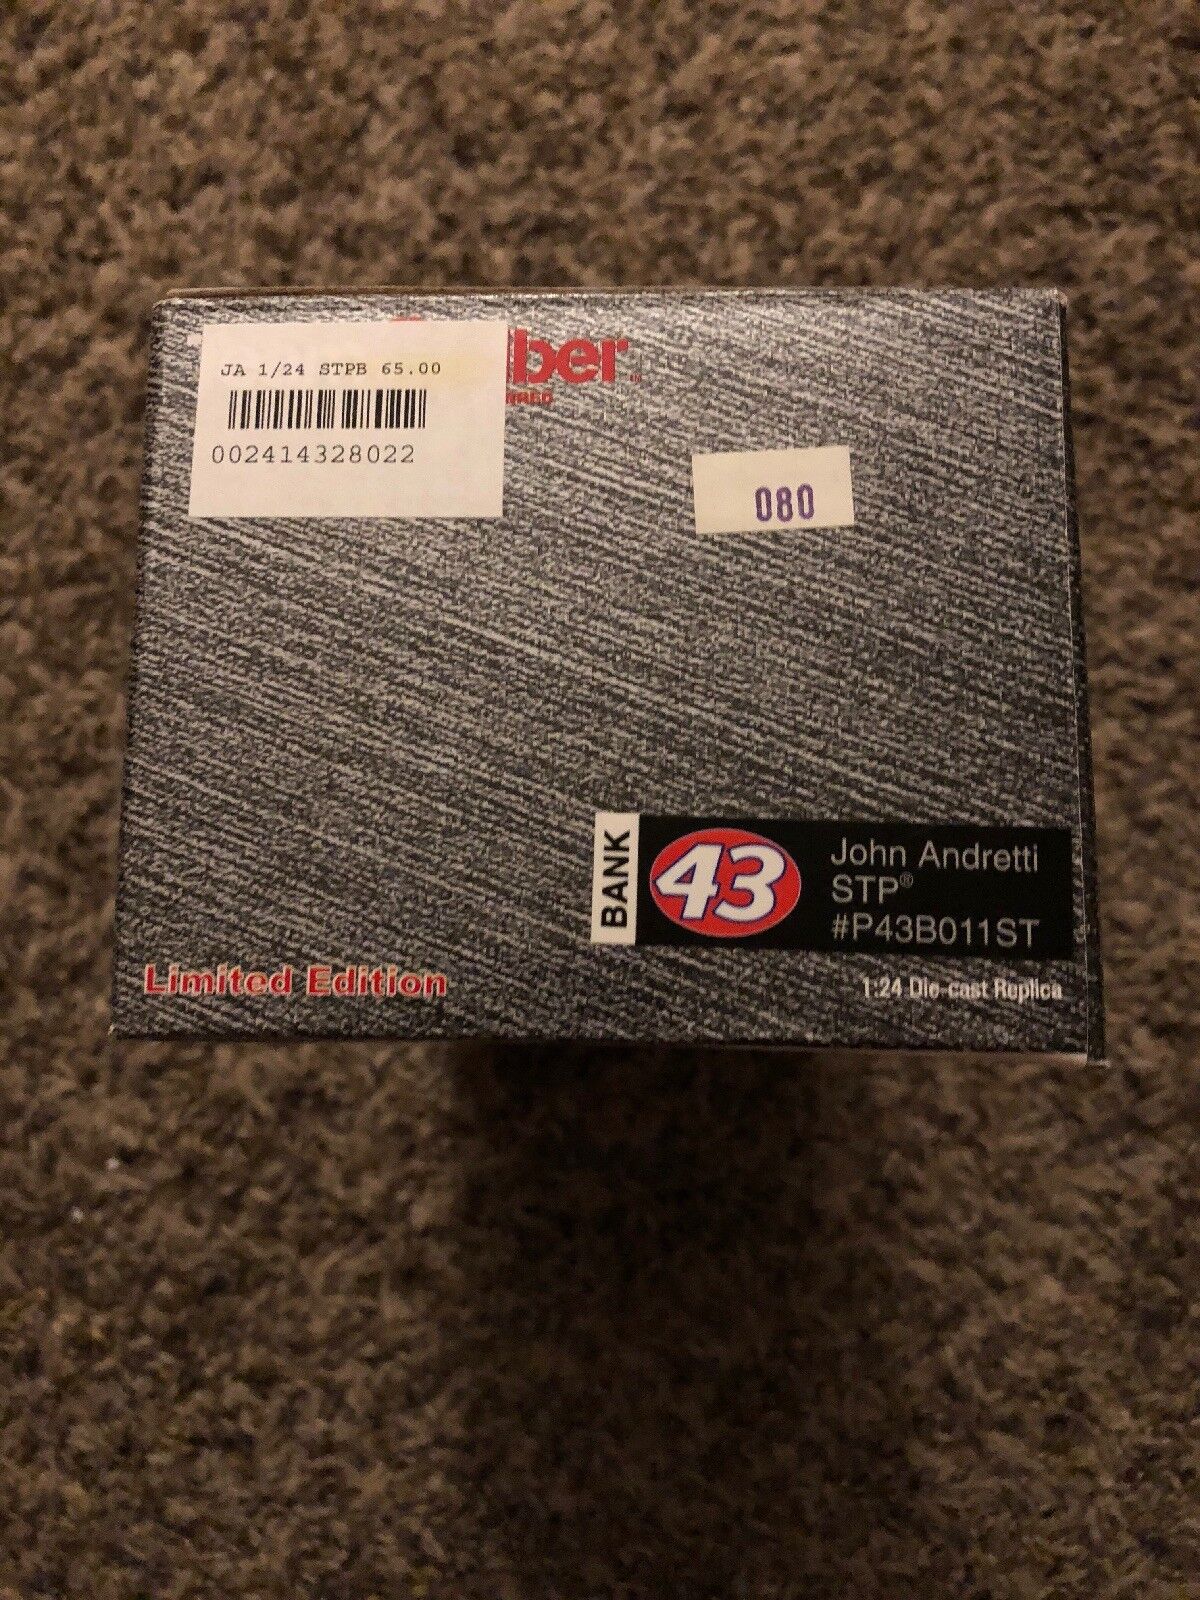 JA 1/24 STPB 65.00
002414328022
080
BANK
43
John Andretti
STP®
#P43B011ST
Limited Edition
1:24 Die-cast Replica